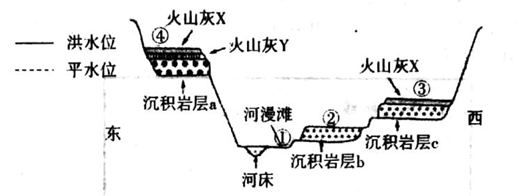 ④ 火山灰X
火山灰Y
洪水位
平水位
沉积岩层a
火山灰X ③
河漫滩
① ②
东
西
沉积岩层b
沉积岩层c
河床